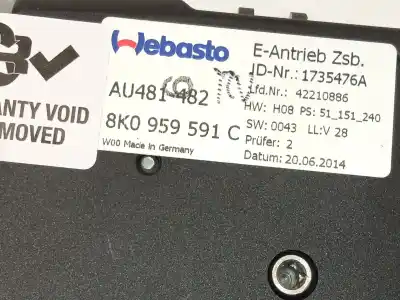 Webasto
E-Antrieb Zsb.
ID-Nr.: 1735476A
Lfd.Nr.: 42210886
AU481 482
HW: H08 PS: 51_151_240
8K0 959 591 C
SW: 0043 LL:V 28
Prüfer: 2
W00 Made in Germany
Datum: 20.06.2014
RANTY VOID
MOVED